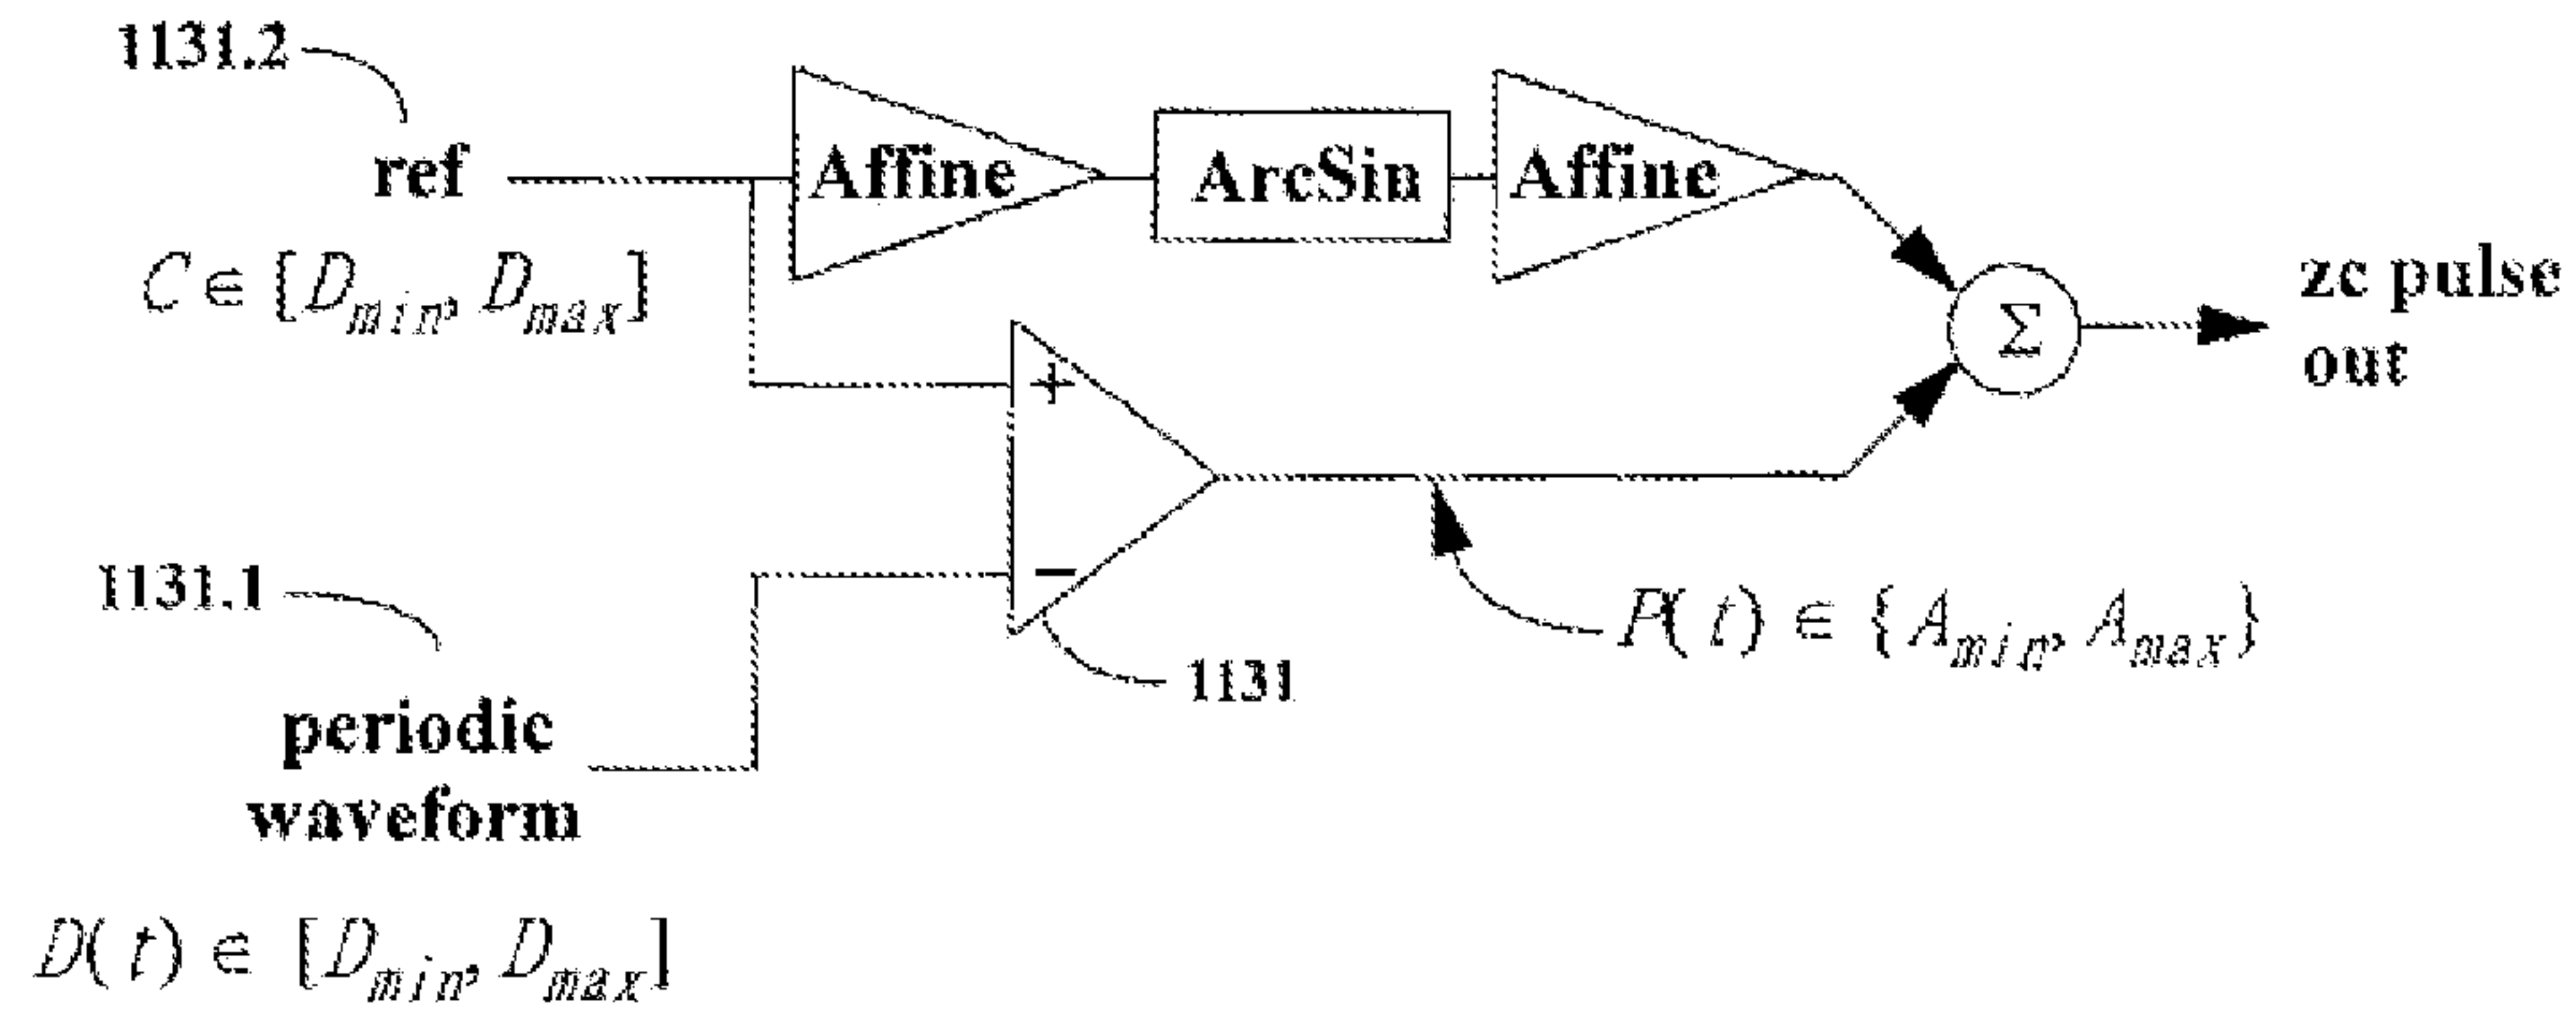 1131.2
ref
Affine
ArcSin
Affine
C ∈ [D_min, D_max]
+
Σ
zc pulse
out
1131.1
−
1131
P(t) ∈ {A_min, A_max}
periodic
waveform
D(t) ∈ [D_min, D_max]